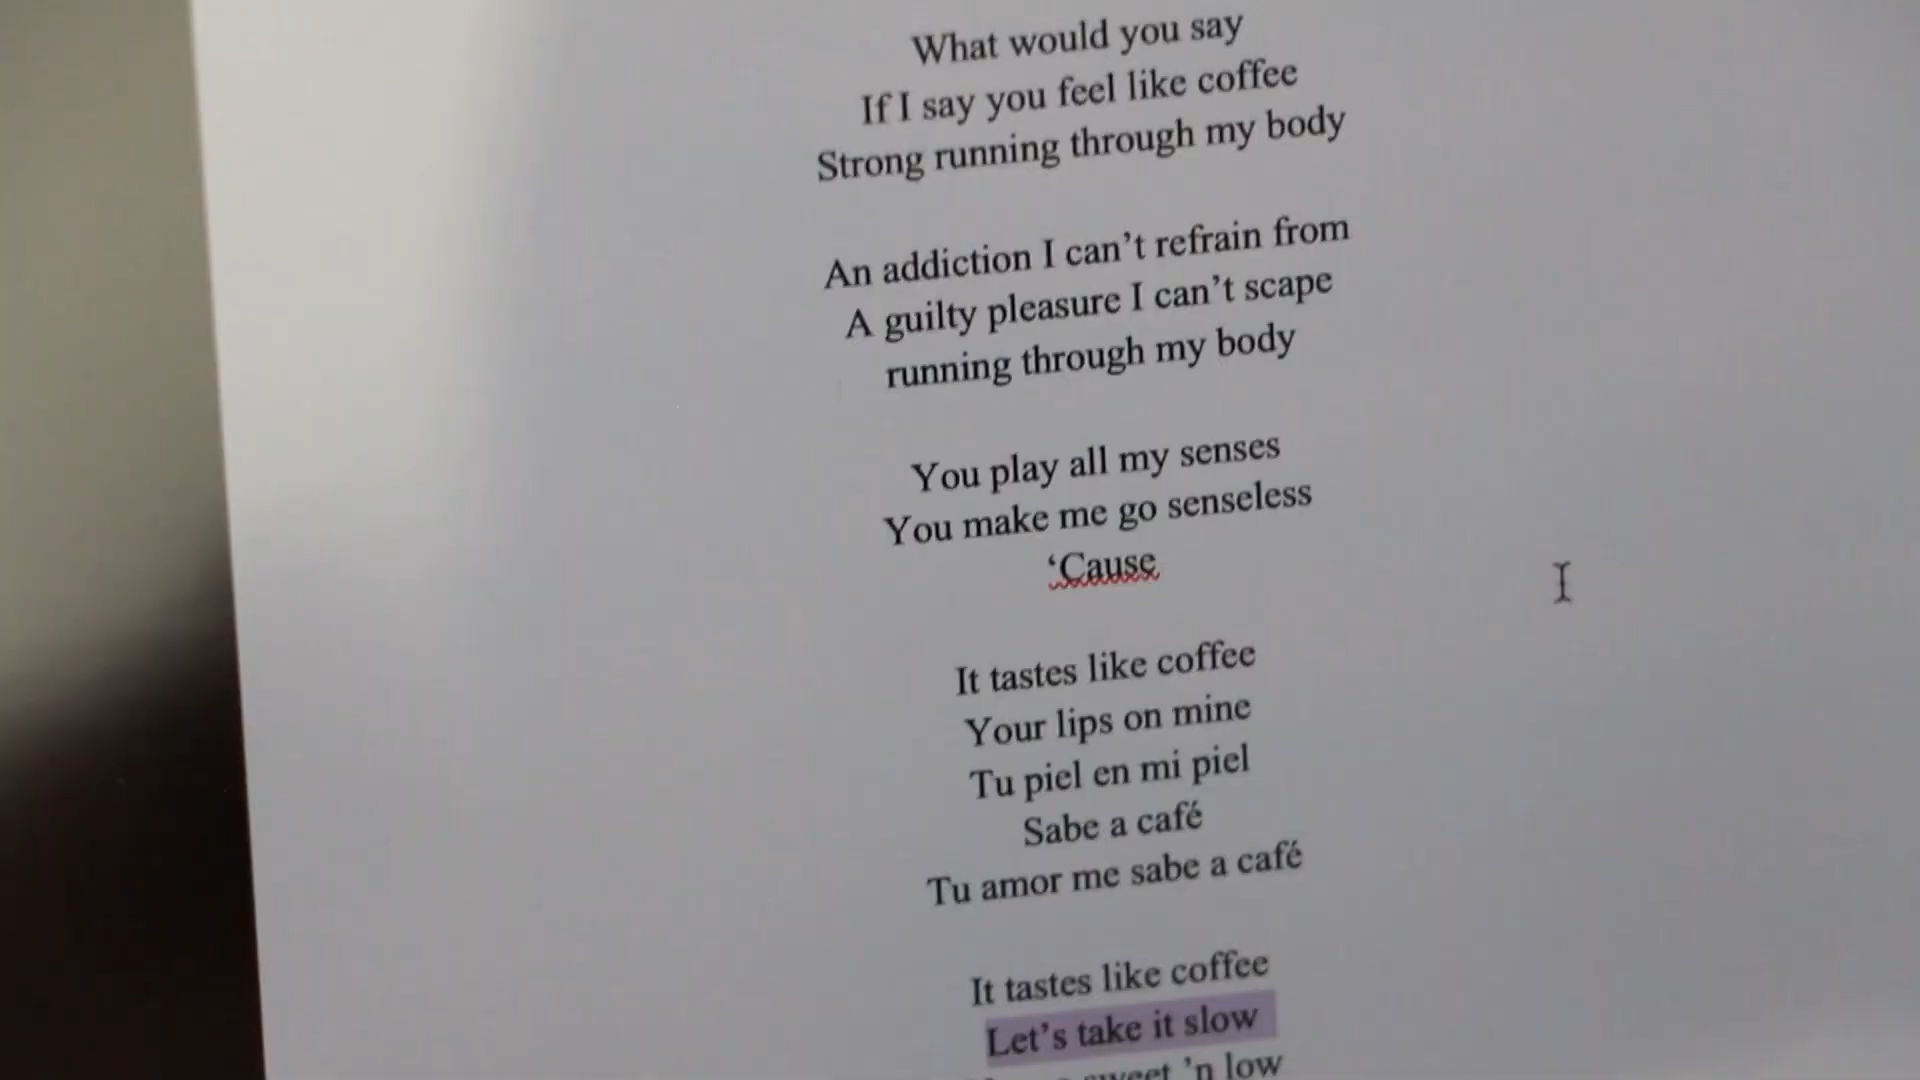 What would you say
If I say you feel like coffee
Strong running through my body
An addiction I can’t refrain from
A guilty pleasure I can’t scape
running through my body
You play all my senses
You make me go senseless
‘Cause
It tastes like coffee
Your lips on mine
Tu piel en mi piel
Sabe a café
Tu amor me sabe a café
It tastes like coffee
Let’s take it slow
sweet ’n low